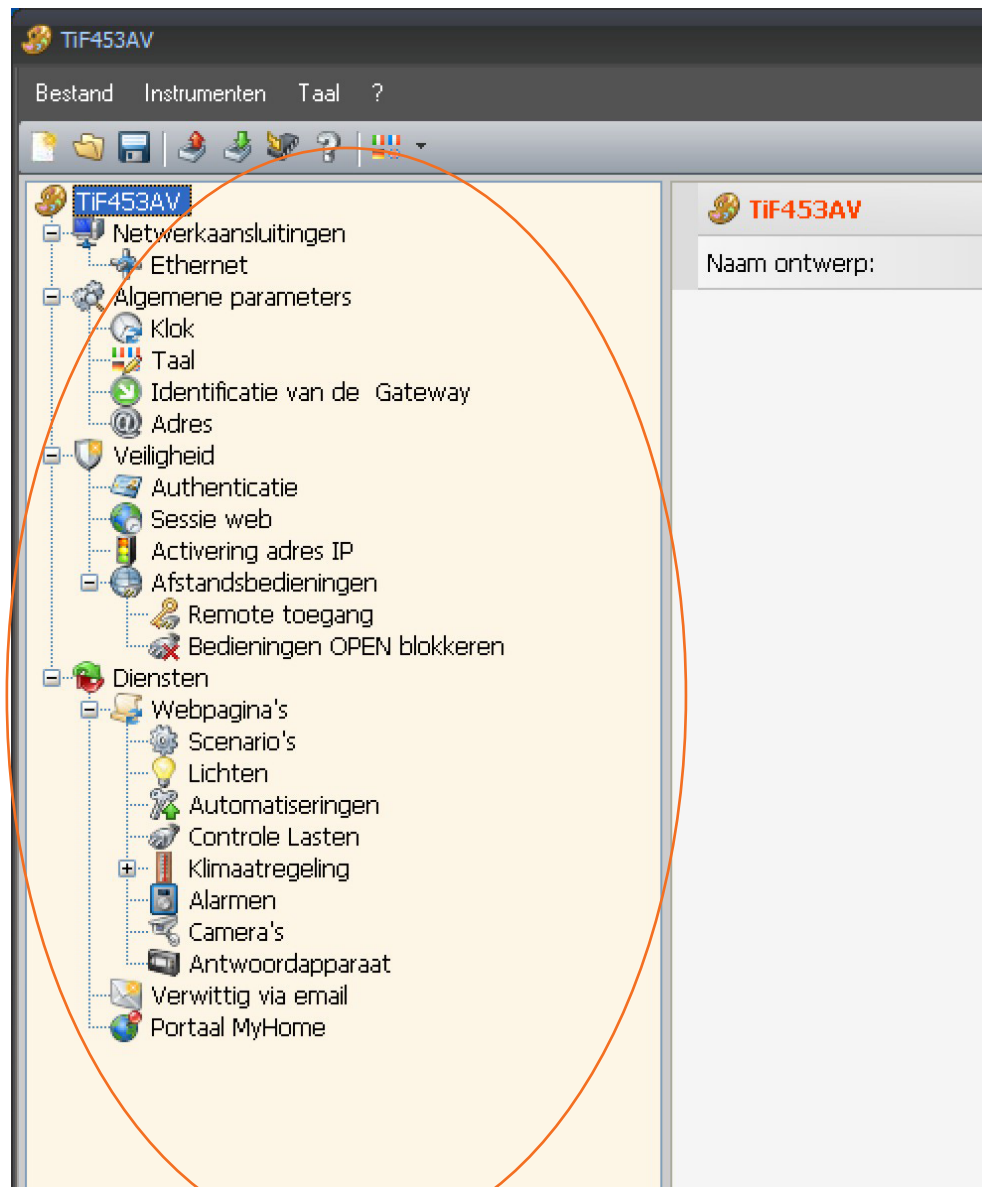 TiF453AV
Bestand Instrumenten Taal ?
TiF453AV
Netwerkaansluitingen
Ethernet
Algemene parameters
Klok
Taal
Identificatie van de Gateway
Adres
Veiligheid
Authenticatie
Sessie web
Activering adres IP
Afstandsbedieningen
Remote toegang
Bedieningen OPEN blokkeren
Diensten
Webpagina's
Scenario's
Lichten
Automatiseringen
Controle Lasten
Klimaatregeling
Alarmen
Camera's
Antwoordapparaat
Verwittig via email
Portaal MyHome
TiF453AV
Naam ontwerp: